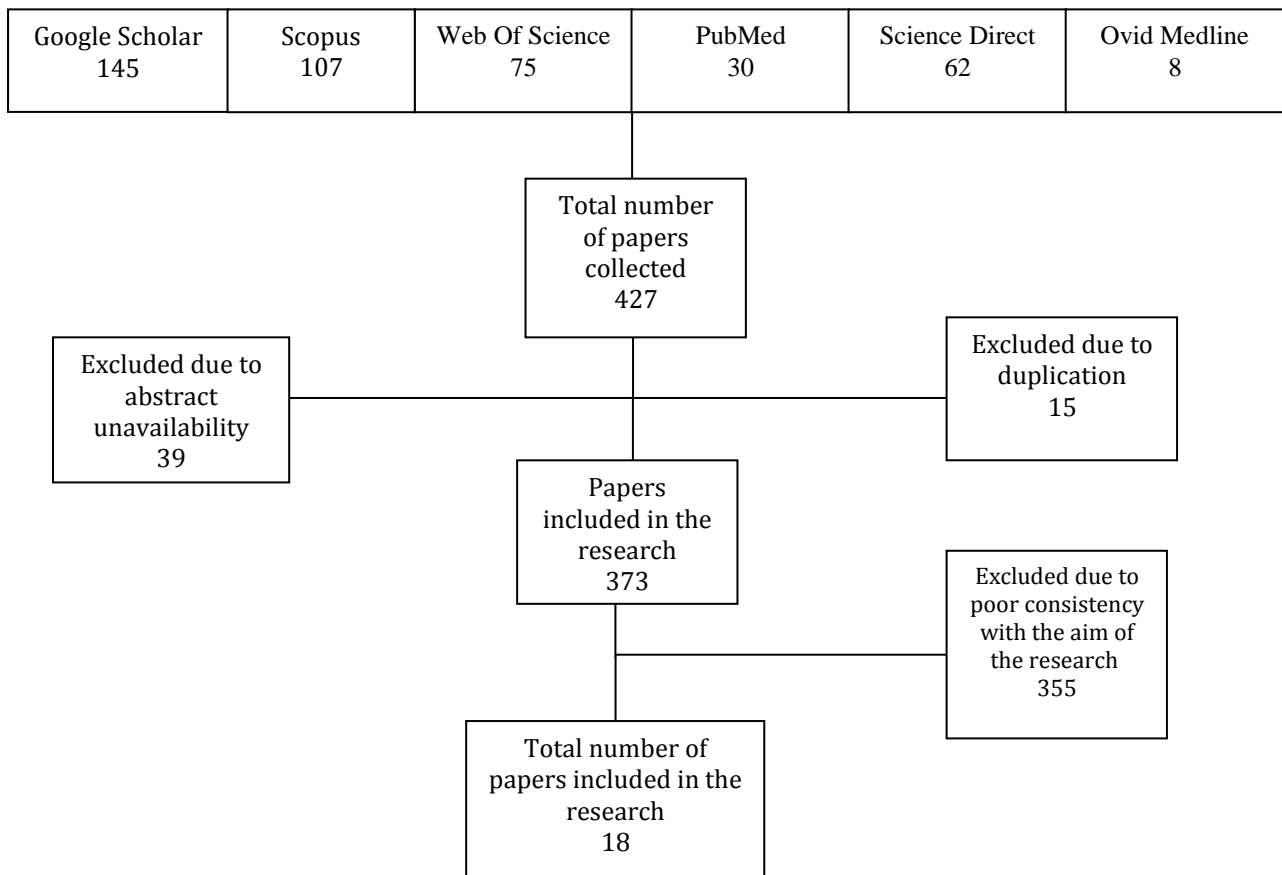 Google Scholar
145
Scopus
107
Web Of Science
75
PubMed
30
Science Direct
62
Ovid Medline
8
Total number
of papers
collected
427
Excluded due to
abstract
unavailability
39
Excluded due to
duplication
15
Papers
included in the
research
373
Excluded due to
poor consistency
with the aim of
the research
355
Total number of
papers included in the
research
18